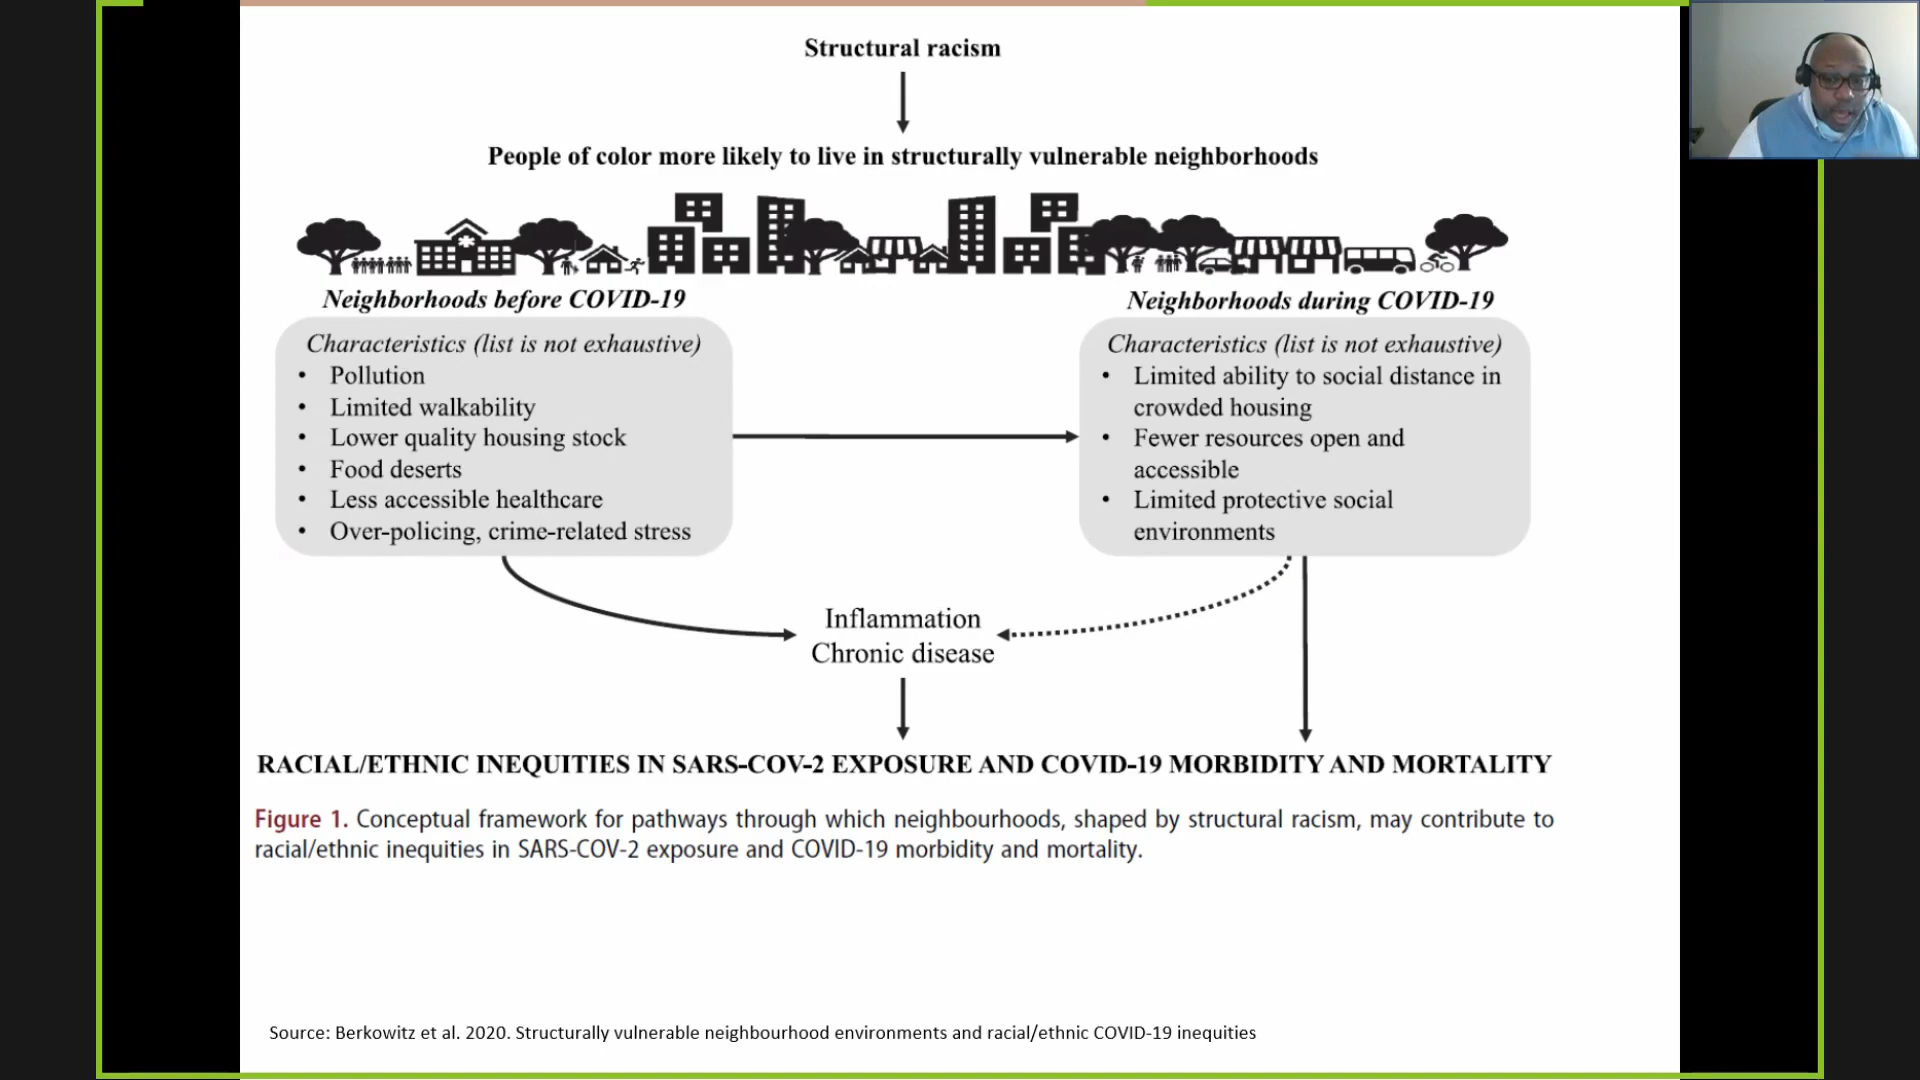 Structural racism
People of color more likely to live in structurally vulnerable neighborhoods
Neighborhoods before COVID-19
Characteristics (list is not exhaustive)
• Pollution
• Limited walkability
• Lower quality housing stock
• Food deserts
• Less accessible healthcare
• Over-policing, crime-related stress
Neighborhoods during COVID-19
Characteristics (list is not exhaustive)
• Limited ability to social distance in
crowded housing
• Fewer resources open and
accessible
• Limited protective social
environments
Inflammation
Chronic disease
RACIAL/ETHNIC INEQUITIES IN SARS-COV-2 EXPOSURE AND COVID-19 MORBIDITY AND MORTALITY
Figure 1. Conceptual framework for pathways through which neighbourhoods, shaped by structural racism, may contribute to
racial/ethnic inequities in SARS-COV-2 exposure and COVID-19 morbidity and mortality.
Source: Berkowitz et al. 2020. Structurally vulnerable neighbourhood environments and racial/ethnic COVID-19 inequities